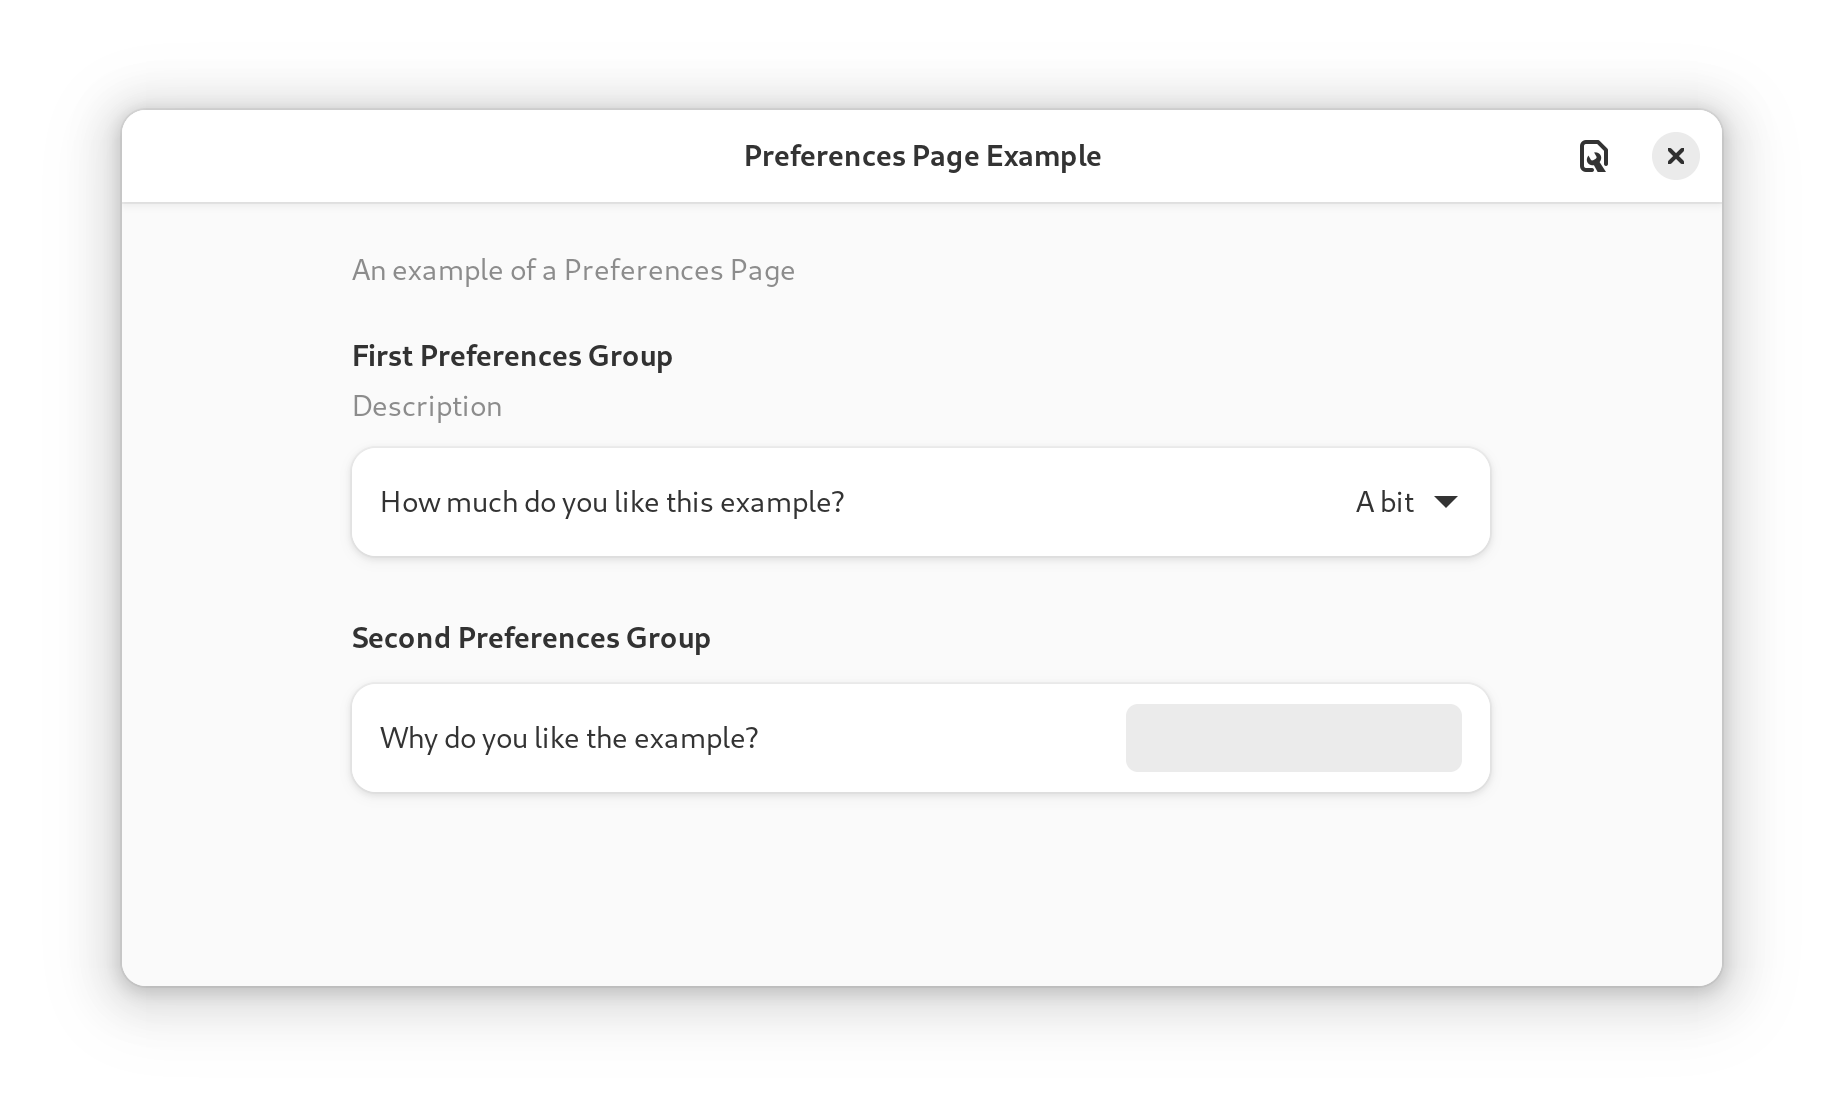 Preferences Page Example
An example of a Preferences Page
First Preferences Group
Description
How much do you like this example?
A bit
Second Preferences Group
Why do you like the example?